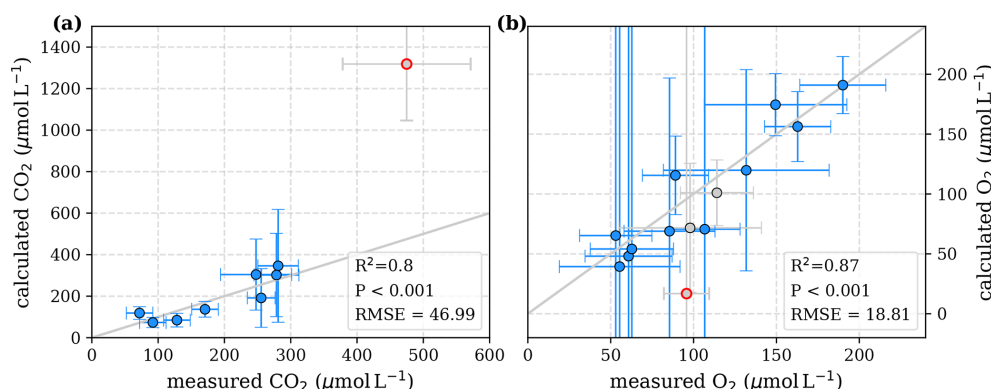 (a)
1400
1200
1000
800
600
400
200
0
calculated CO₂ (μmol L⁻¹)
R²=0.8
P < 0.001
RMSE = 46.99
0 100 200 300 400 500 600
measured CO₂ (μmol L⁻¹)
(b)
R²=0.87
P < 0.001
RMSE = 18.81
200
150
100
50
0
calculated O₂ (μmol L⁻¹)
0 50 100 150 200
measured O₂ (μmol L⁻¹)